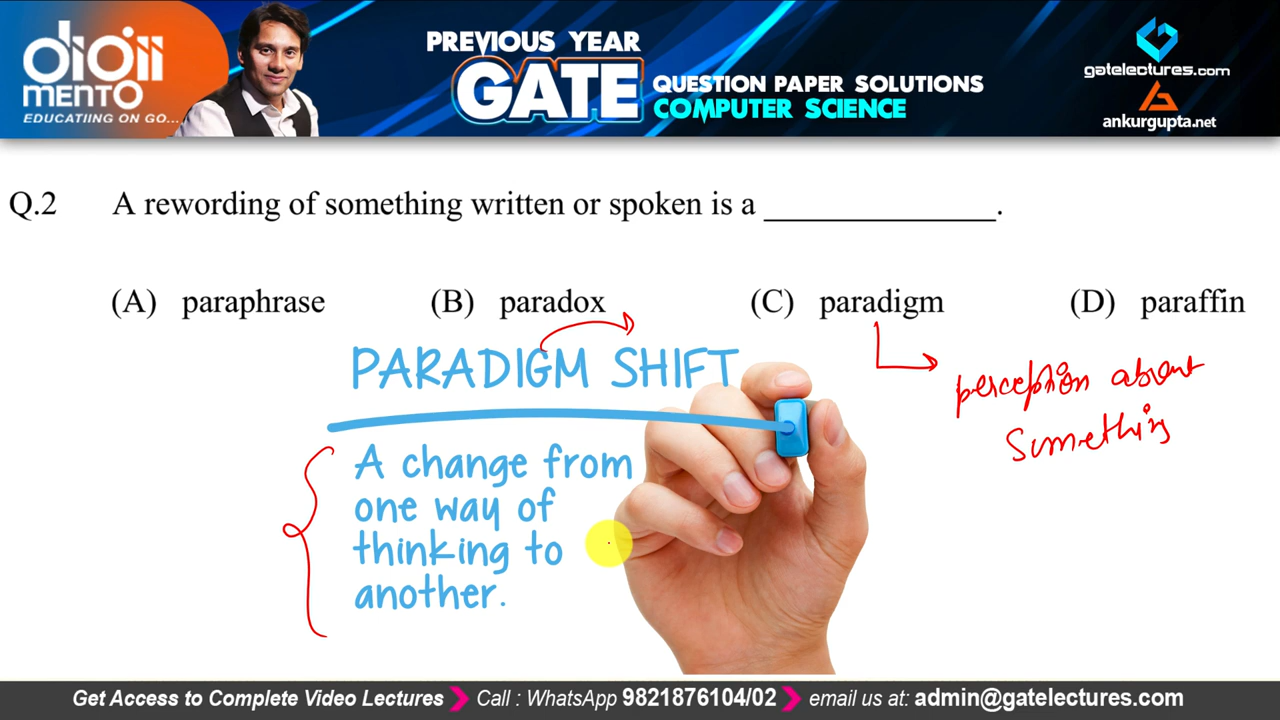 digii
MENTO
EDUCATIING ON GO...
PREVIOUS YEAR
GATE QUESTION PAPER SOLUTIONS
COMPUTER SCIENCE
gatelectures.com
ankurgupta.net
Q.2 A rewording of something written or spoken is a ______________.
(A) paraphrase (B) paradox (C) paradigm (D) paraffin
PARADIGM SHIFT
perception about
Something
A change from
one way of
thinking to
another.
Get Access to Complete Video Lectures Call : WhatsApp 9821876104/02 email us at: admin@gatelectures.com